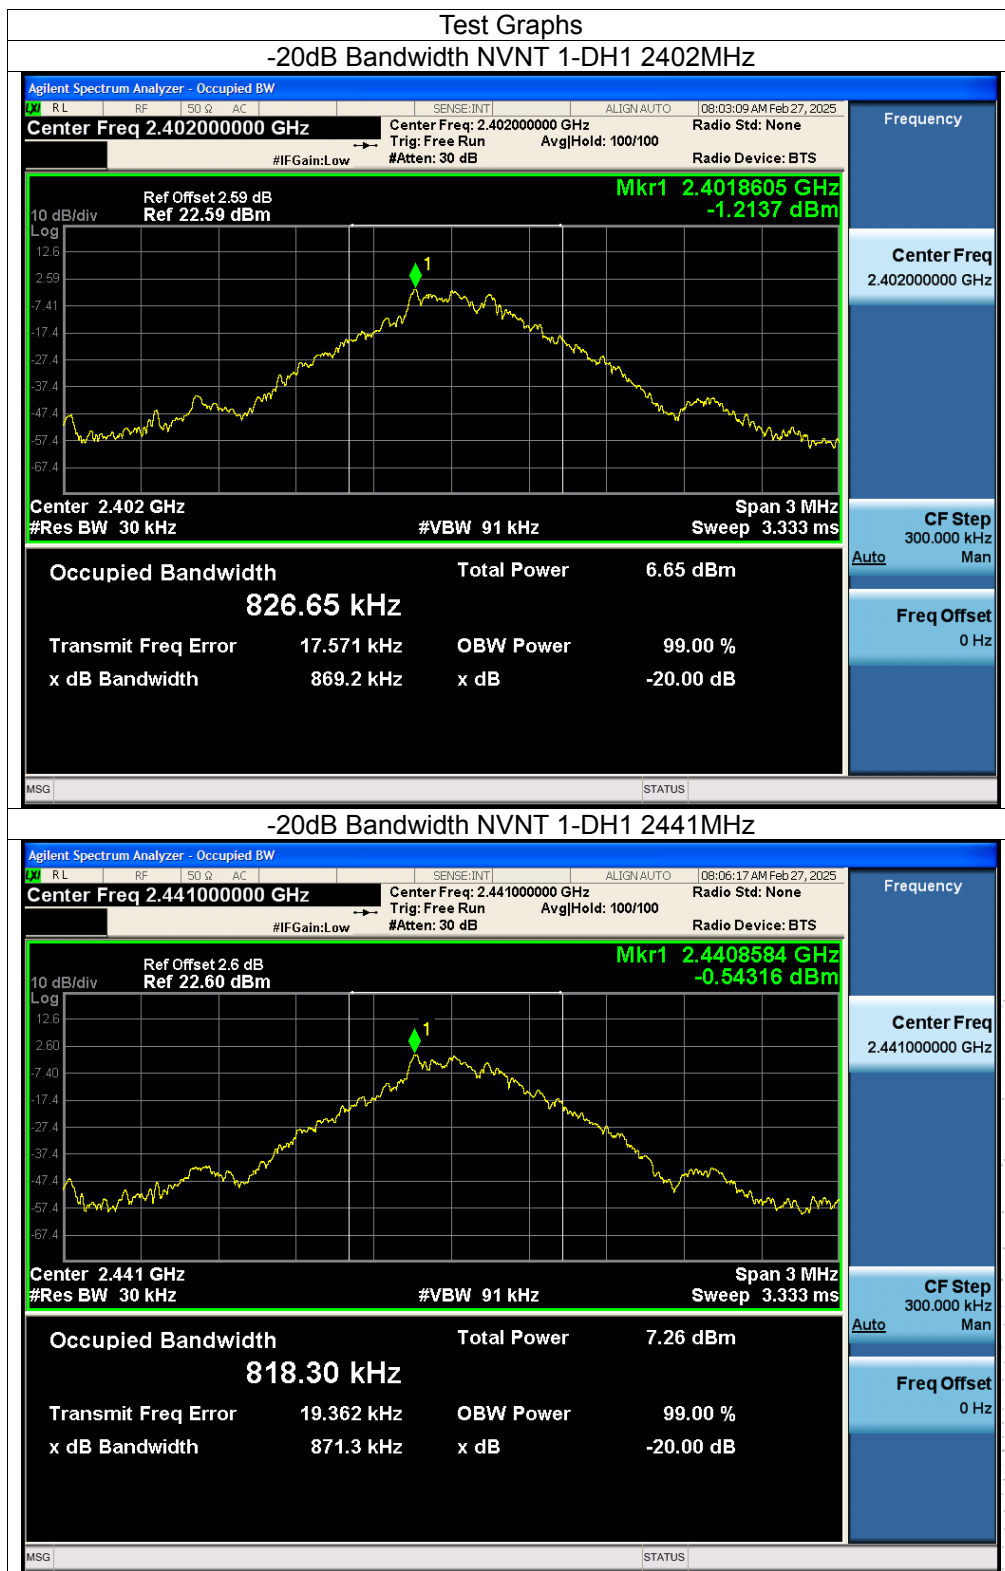 Test Graphs
-20dB Bandwidth NVNT 1-DH1 2402MHz
Agilent Spectrum Analyzer - Occupied BW
LXI RL RF 50 Ω AC SENSE:INT ALIGN AUTO 08:03:09 AM Feb 27, 2025
Center Freq 2.402000000 GHz Center Freq: 2.402000000 GHz Radio Std: None Frequency
Trig: Free Run Avg|Hold: 100/100
#IFGain:Low #Atten: 30 dB Radio Device: BTS
Mkr1 2.4018605 GHz
Ref Offset 2.59 dB -1.2137 dBm
10 dB/div Ref 22.59 dBm
Log
12.6
2.59
-7.41
-17.4
-27.4
-37.4
-47.4
-57.4
-67.4
1
Center Freq
2.402000000 GHz
Center 2.402 GHz Span 3 MHz
#Res BW 30 kHz #VBW 91 kHz Sweep 3.333 ms
CF Step
300.000 kHz
Auto Man
Occupied Bandwidth Total Power 6.65 dBm
826.65 kHz
Freq Offset
0 Hz
Transmit Freq Error 17.571 kHz OBW Power 99.00 %
x dB Bandwidth 869.2 kHz x dB -20.00 dB
MSG STATUS
-20dB Bandwidth NVNT 1-DH1 2441MHz
Agilent Spectrum Analyzer - Occupied BW
LXI RL RF 50 Ω AC SENSE:INT ALIGN AUTO 08:06:17 AM Feb 27, 2025
Center Freq 2.441000000 GHz Center Freq: 2.441000000 GHz Radio Std: None Frequency
Trig: Free Run Avg|Hold: 100/100
#IFGain:Low #Atten: 30 dB Radio Device: BTS
Mkr1 2.4408584 GHz
Ref Offset 2.6 dB -0.54316 dBm
10 dB/div Ref 22.60 dBm
Log
12.6
2.60
-7.40
-17.4
-27.4
-37.4
-47.4
-57.4
-67.4
1
Center Freq
2.441000000 GHz
Center 2.441 GHz Span 3 MHz
#Res BW 30 kHz #VBW 91 kHz Sweep 3.333 ms
CF Step
300.000 kHz
Auto Man
Occupied Bandwidth Total Power 7.26 dBm
818.30 kHz
Freq Offset
0 Hz
Transmit Freq Error 19.362 kHz OBW Power 99.00 %
x dB Bandwidth 871.3 kHz x dB -20.00 dB
MSG STATUS